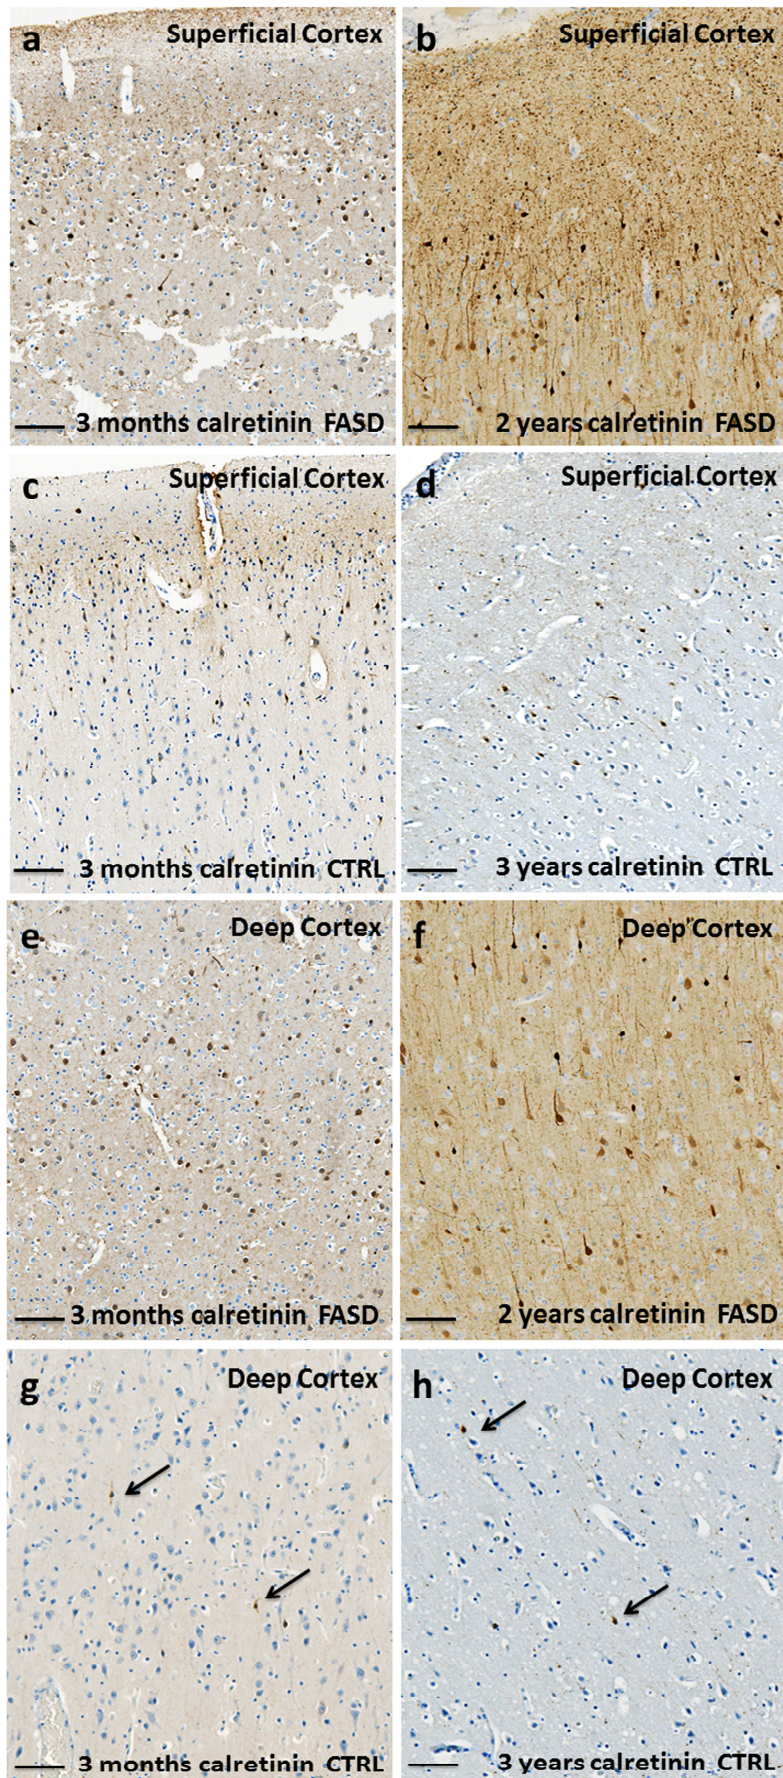 a Superficial Cortex
3 months calretinin FASD
b Superficial Cortex
2 years calretinin FASD
c Superficial Cortex
3 months calretinin CTRL
d Superficial Cortex
3 years calretinin CTRL
e Deep Cortex
3 months calretinin FASD
f Deep Cortex
2 years calretinin FASD
g Deep Cortex
3 months calretinin CTRL
h Deep Cortex
3 years calretinin CTRL